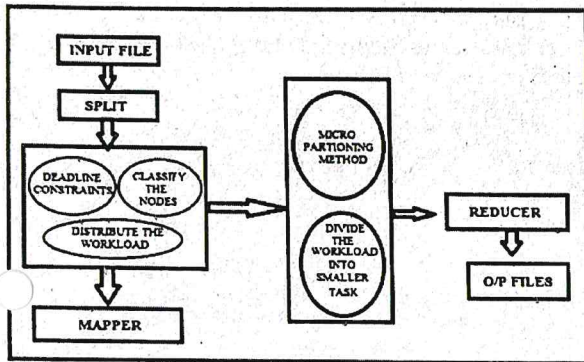 INPUT FILE
SPLIT
DEADLINE
CONSTRAINTS
CLASSIFY
THE
NODES
DISTRIBUTE THE
WORKLOAD
MAPPER
MICRO
PARTIONING
METHOD
DIVIDE
THE
WORKLOAD
INTO
SMALLER
TASK
REDUCER
O/P FILES